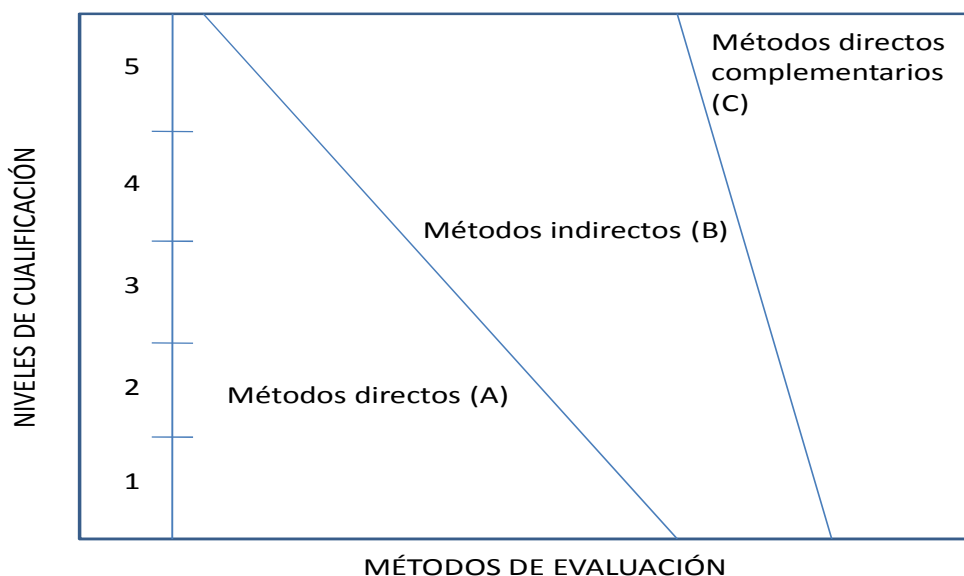 NIVELES DE CUALIFICACIÓN
5
4
3
2
1
Métodos directos
complementarios
(C)
Métodos indirectos (B)
Métodos directos (A)
MÉTODOS DE EVALUACIÓN